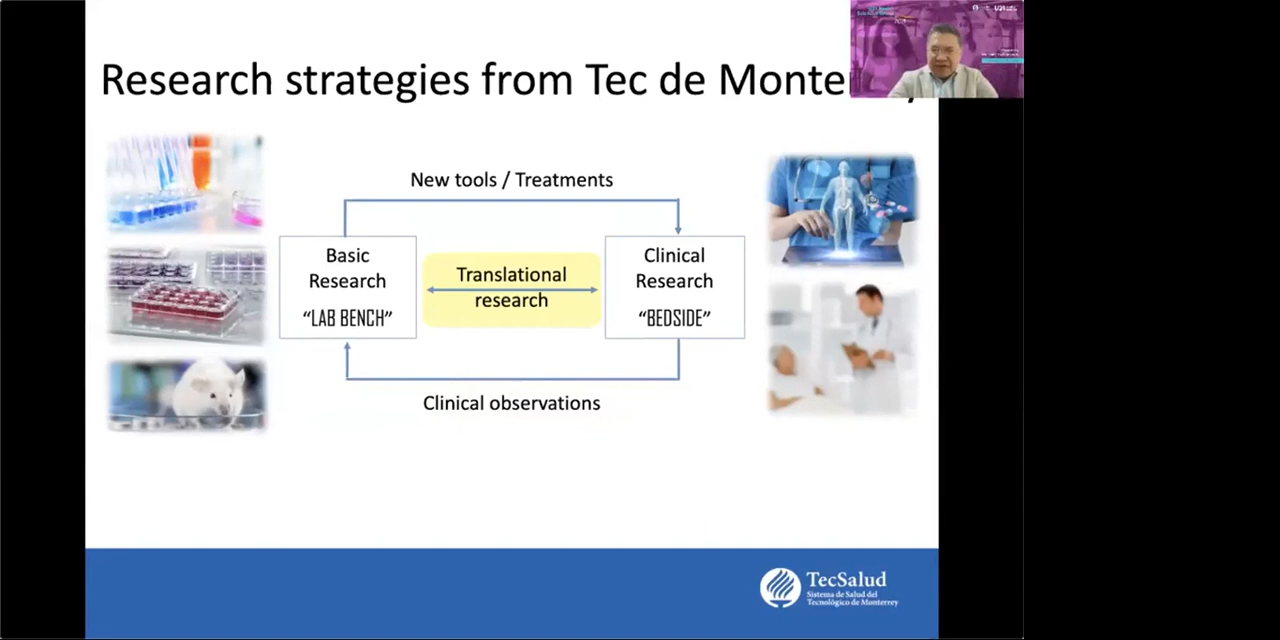 Research strategies from Tec de Monte
New tools / Treatments
Basic
Research
“LAB BENCH”
Translational
research
Clinical
Research
“BEDSIDE”
Clinical observations
TecSalud
Sistema de Salud del
Tecnológico de Monterrey